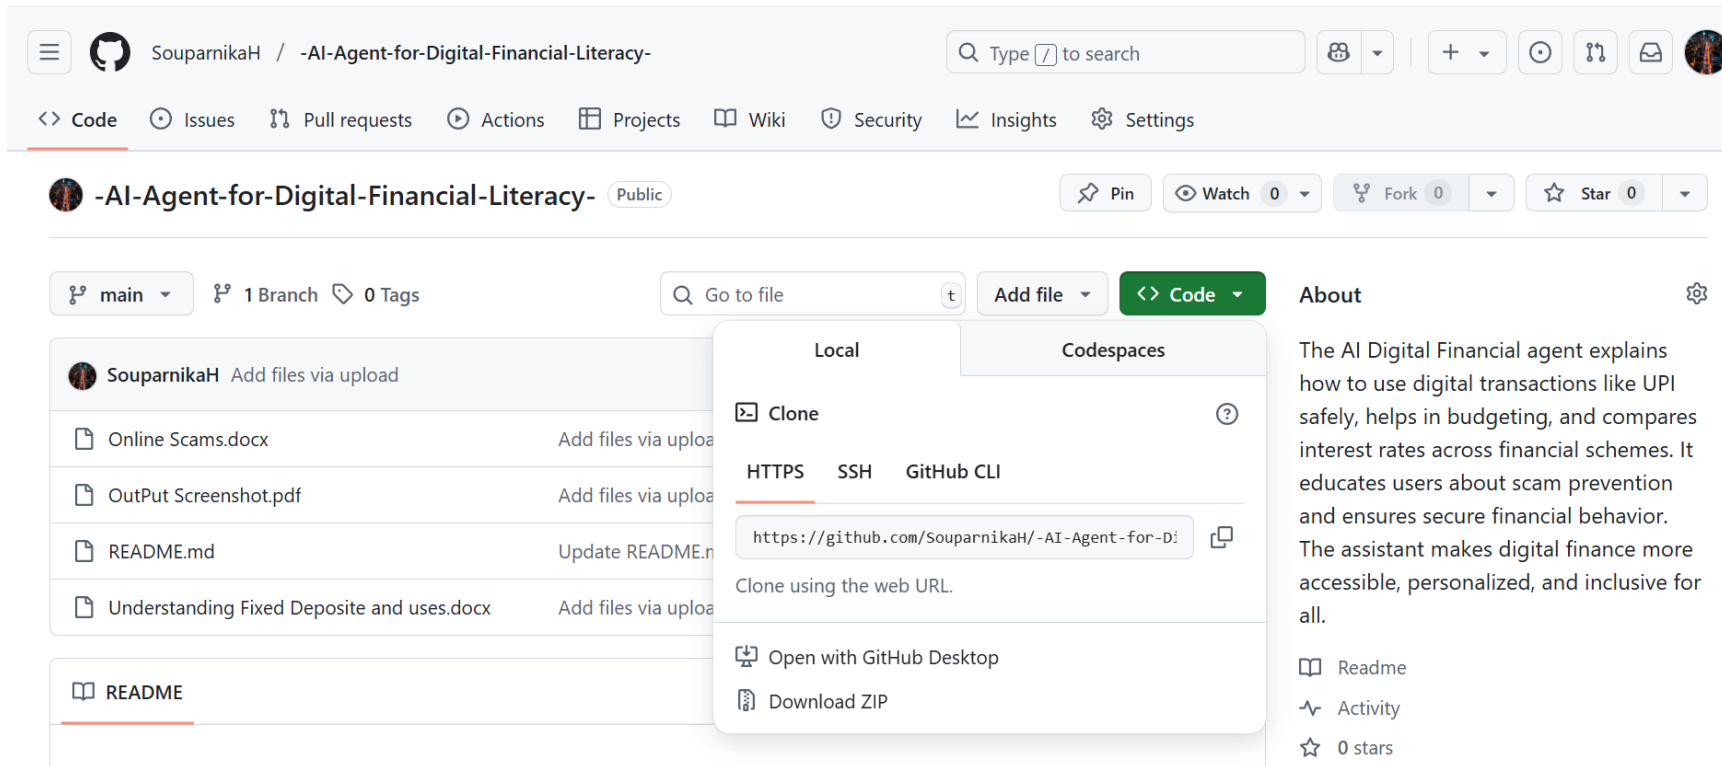 SouparnikaH / -AI-Agent-for-Digital-Financial-Literacy-
Type / to search
Code Issues Pull requests Actions Projects Wiki Security Insights Settings
-AI-Agent-for-Digital-Financial-Literacy- Public
Pin Watch 0 Fork 0 Star 0
main 1 Branch 0 Tags
Go to file t Add file Code
SouparnikaH Add files via upload
Online Scams.docx Add files via uploa
OutPut Screenshot.pdf Add files via uploa
README.md Update README.m
Understanding Fixed Deposite and uses.docx Add files via uploa
README
Local Codespaces
Clone
HTTPS SSH GitHub CLI
https://github.com/SouparnikaH/-AI-Agent-for-Di
Clone using the web URL.
Open with GitHub Desktop
Download ZIP
About
The AI Digital Financial agent explains
how to use digital transactions like UPI
safely, helps in budgeting, and compares
interest rates across financial schemes. It
educates users about scam prevention
and ensures secure financial behavior.
The assistant makes digital finance more
accessible, personalized, and inclusive for
all.
Readme
Activity
0 stars